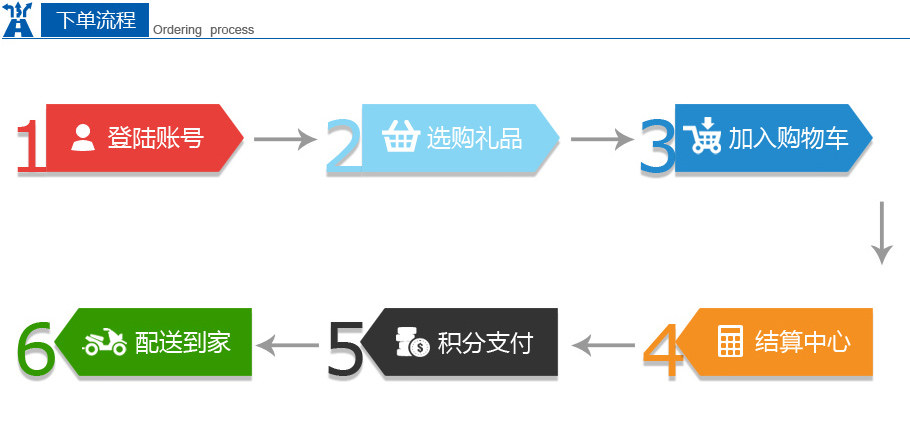 下单流程 Ordering process
1 登陆账号
2 选购礼品
3 加入购物车
4 结算中心
5 积分支付
6 配送到家